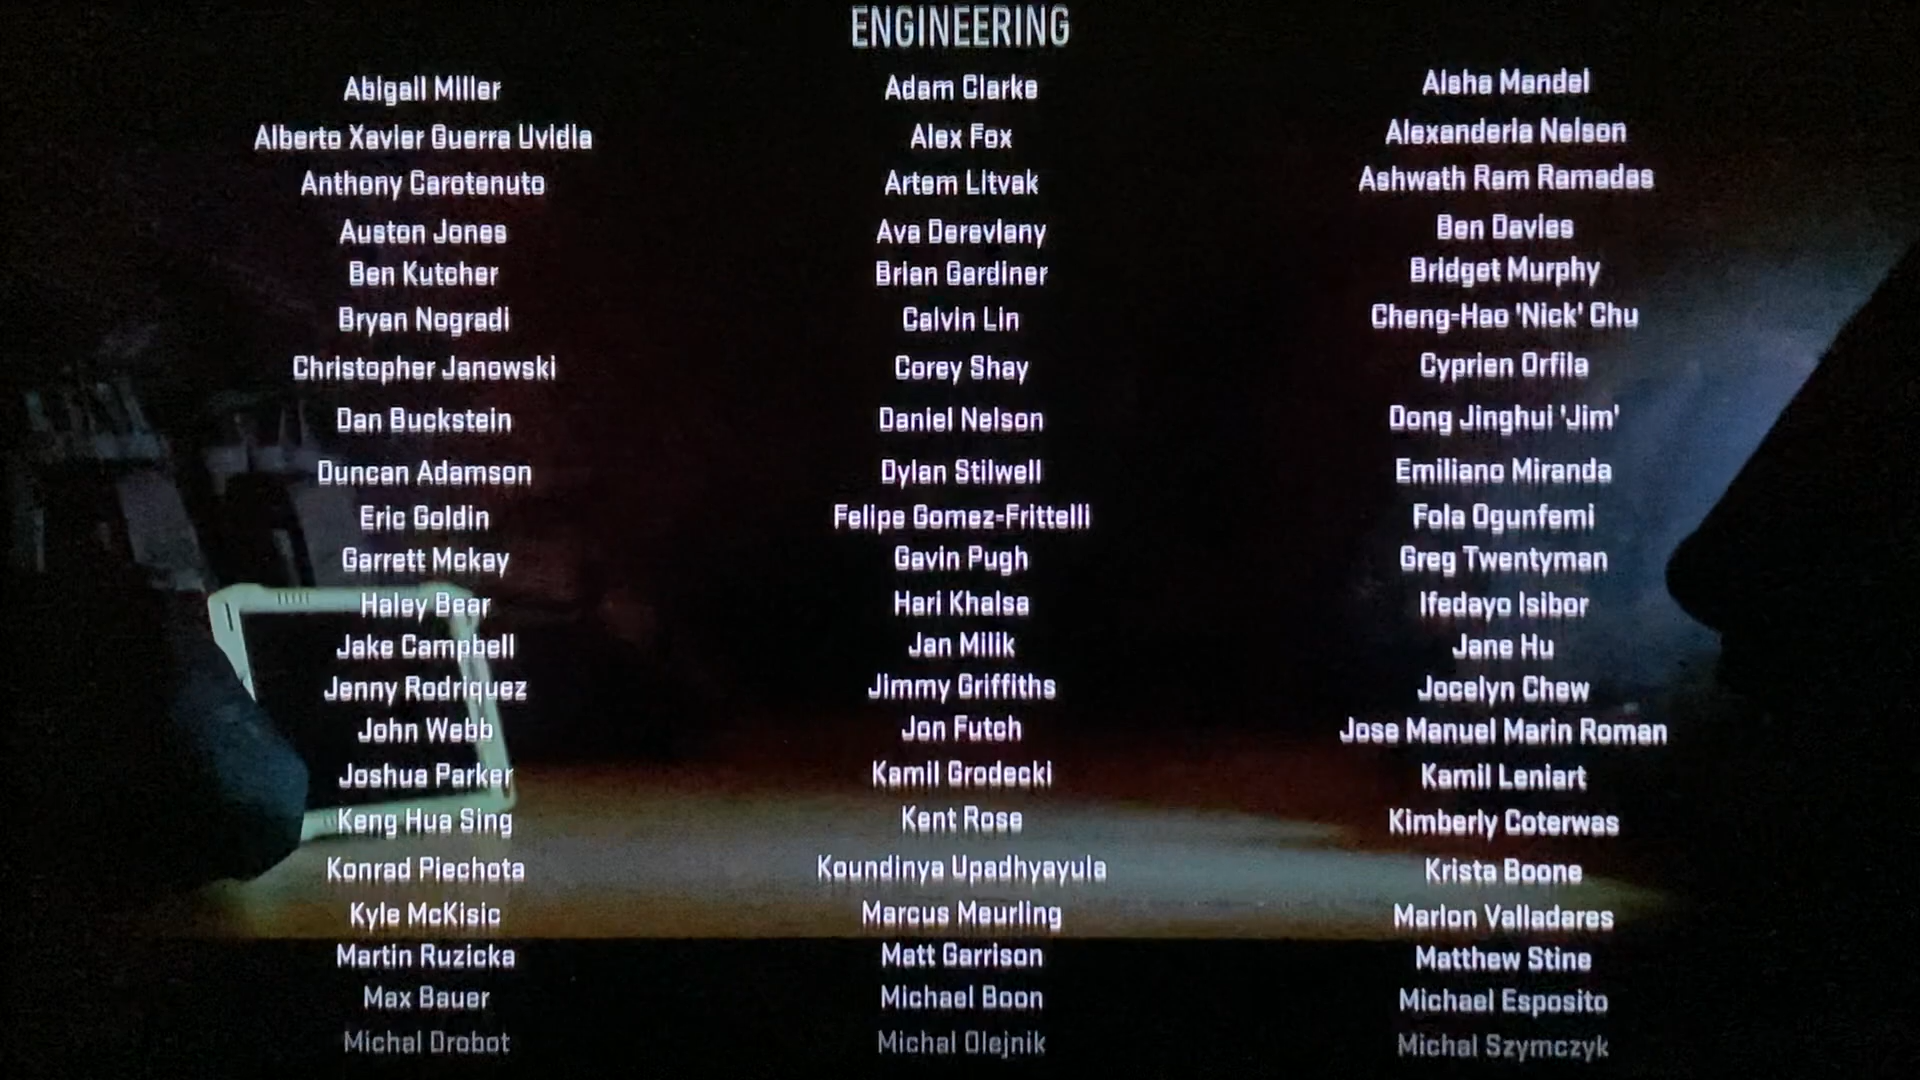 ENGINEERING
Abigail Miller
Adam Clarke
Aisha Mandel
Alberto Xavier Guerra Uvidia
Alex Fox
Alexanderia Nelson
Anthony Carotenuto
Artem Litvak
Ashwath Ram Ramadas
Auston Jones
Ava Derevlany
Ben Davies
Ben Kutcher
Brian Gardiner
Bridget Murphy
Bryan Nogradi
Calvin Lin
Cheng-Hao 'Nick' Chu
Christopher Janowski
Corey Shay
Cyprien Orfila
Dan Buckstein
Daniel Nelson
Dong Jinghui 'Jim'
Duncan Adamson
Dylan Stilwell
Emiliano Miranda
Eric Goldin
Felipe Gomez-Frittelli
Fola Ogunfemi
Garrett Mckay
Gavin Pugh
Greg Twentyman
Haley Bear
Hari Khalsa
Ifedayo Isibor
Jake Campbell
Jan Milik
Jane Hu
Jenny Rodriquez
Jimmy Griffiths
Jocelyn Chew
John Webb
Jon Futch
Jose Manuel Marin Roman
Joshua Parker
Kamil Grodecki
Kamil Leniart
Keng Hua Sing
Kent Rose
Kimberly Coterwas
Konrad Piechota
Koundinya Upadhyayula
Krista Boone
Kyle McKisic
Marcus Meurling
Marlon Valladares
Martin Ruzicka
Matt Garrison
Matthew Stine
Max Bauer
Michael Boon
Michael Esposito
Michal Drobot
Michal Olejnik
Michal Szymczyk